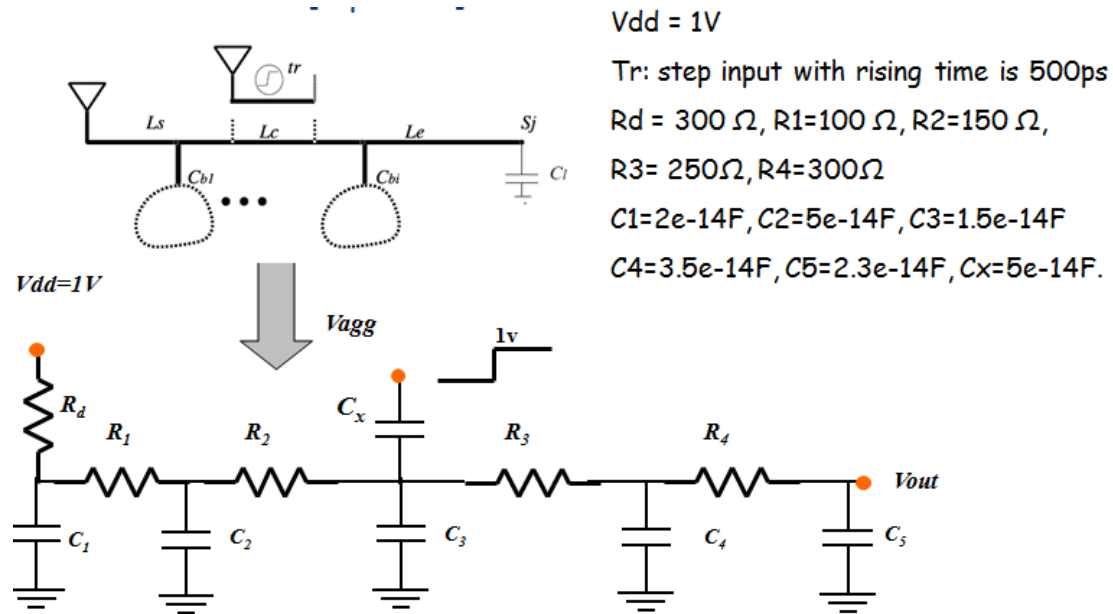 Vdd = 1V
Tr: step input with rising time is 500ps
Rd = 300 Ω, R1=100 Ω, R2=150 Ω,
R3= 250Ω, R4=300Ω
C1=2e-14F, C2=5e-14F, C3=1.5e-14F
C4=3.5e-14F, C5=2.3e-14F, Cx=5e-14F.
tr
Ls
Lc
Le
Sj
Cb1
Cbi
Cl
Vdd=1V
Vagg
1v
Rd
R1
R2
Cx
R3
R4
Vout
C1
C2
C3
C4
C5